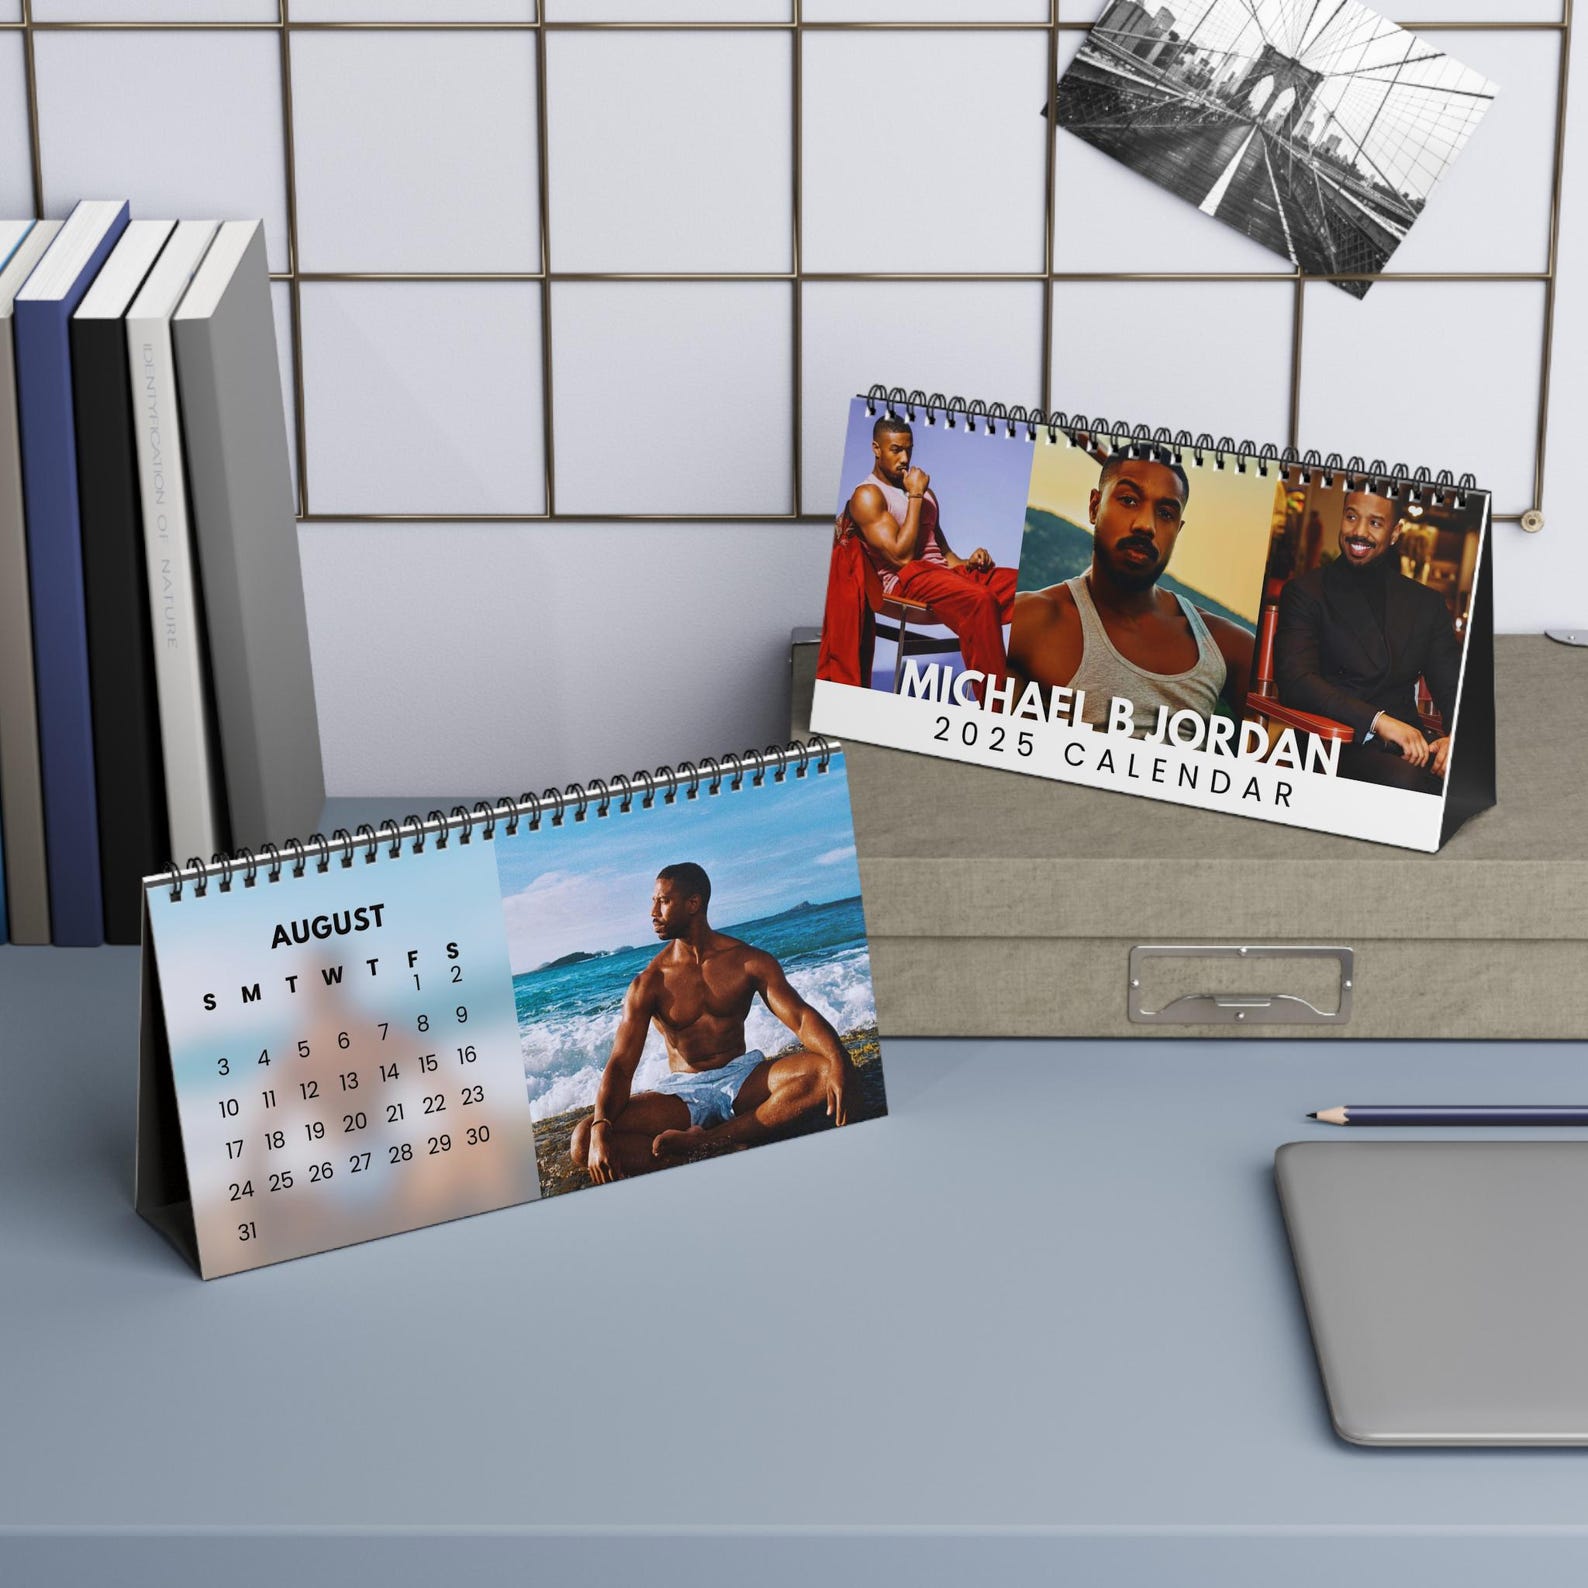 IDENTYFICATION OF NATURE
MICHAEL B JORDAN
2025 CALENDAR
AUGUST
S M T W T F S
1 2
3 4 5 6 7 8 9
10 11 12 13 14 15 16
17 18 19 20 21 22 23
24 25 26 27 28 29 30
31